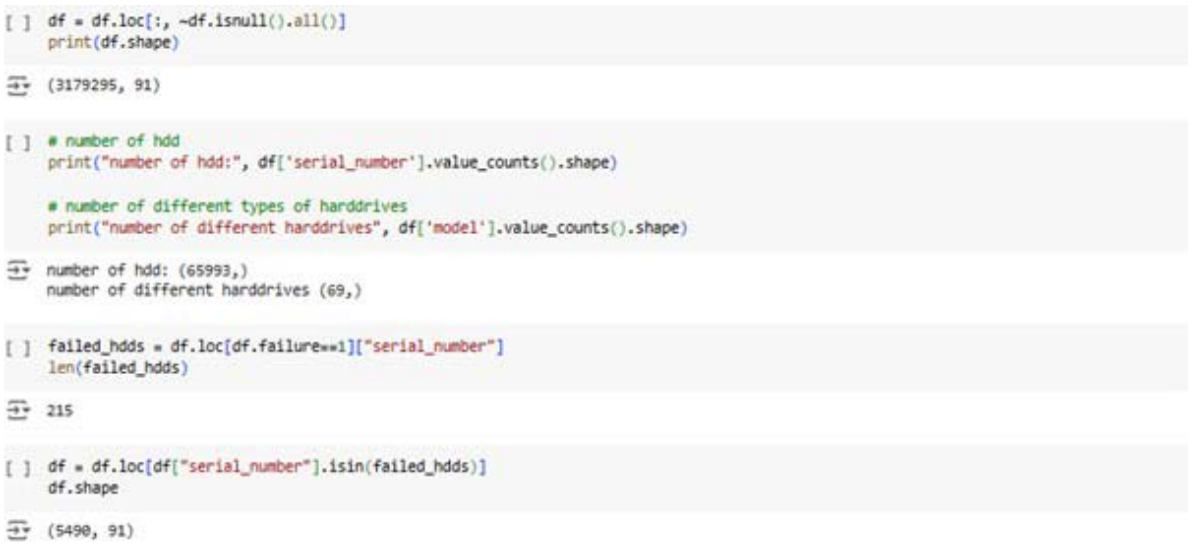 [ ] df = df.loc[:, ~df.isnull().all()]
print(df.shape)
(3179295, 91)
[ ] # number of hdd
print("number of hdd:", df['serial_number'].value_counts().shape)
# number of different types of harddrives
print("number of different harddrives", df['model'].value_counts().shape)
number of hdd: (65993,)
number of different harddrives (69,)
[ ] failed_hdds = df.loc[df.failure==1]["serial_number"]
len(failed_hdds)
215
[ ] df = df.loc[df["serial_number"].isin(failed_hdds)]
df.shape
(5490, 91)